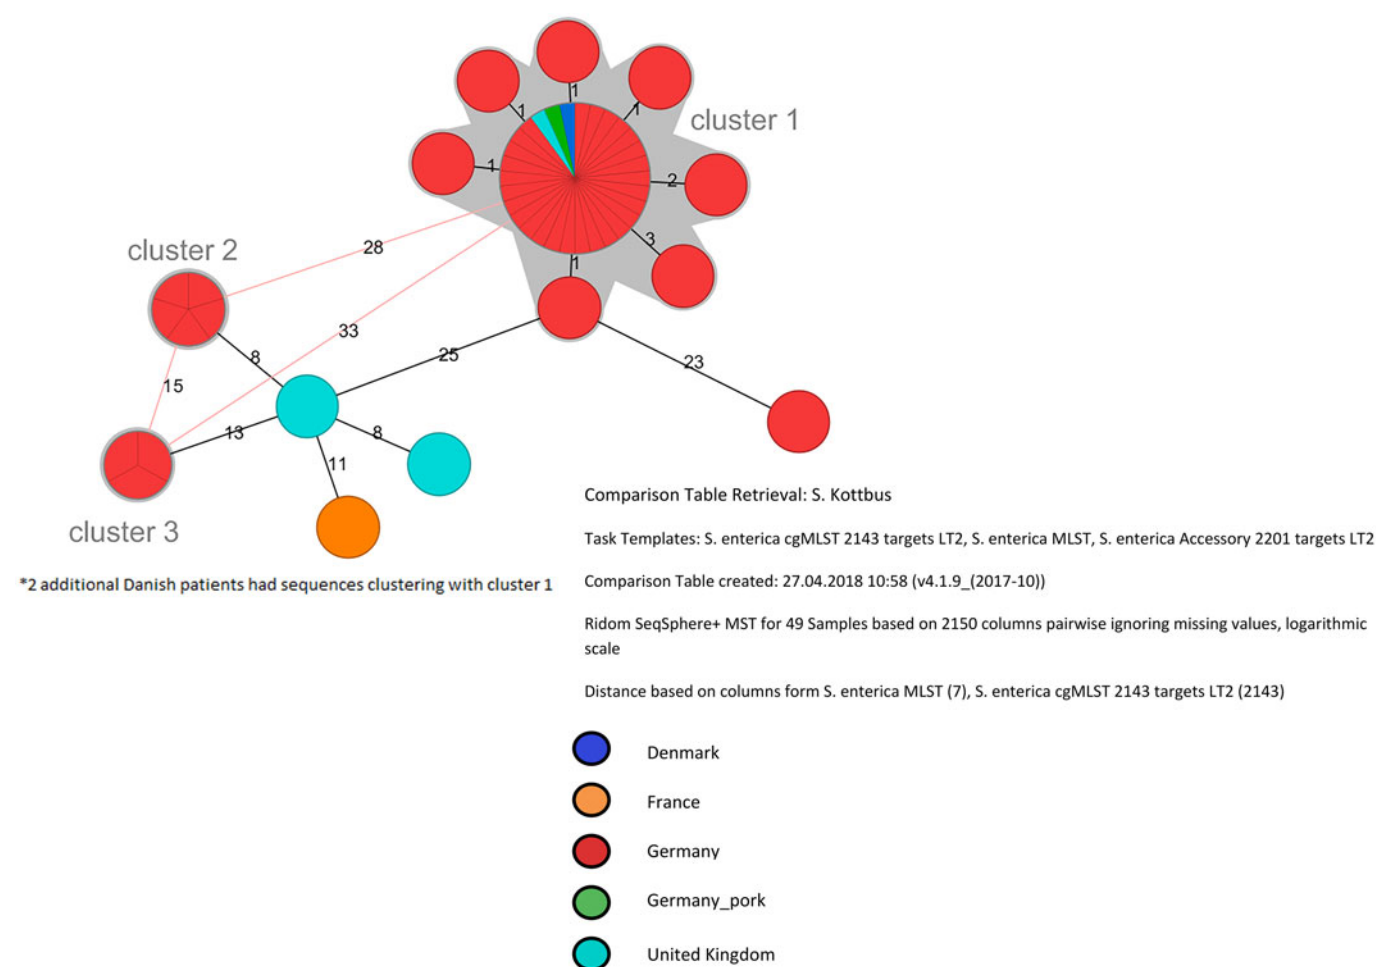 1
1
1
1
cluster 1
1
2
3
1
cluster 2
28
33
8
25
23
15
13
8
11
cluster 3
*2 additional Danish patients had sequences clustering with cluster 1
Comparison Table Retrieval: S. Kottbus
Task Templates: S. enterica cgMLST 2143 targets LT2, S. enterica MLST, S. enterica Accessory 2201 targets LT2
Comparison Table created: 27.04.2018 10:58 (v4.1.9_(2017-10))
Ridom SeqSphere+ MST for 49 Samples based on 2150 columns pairwise ignoring missing values, logarithmic
scale
Distance based on columns form S. enterica MLST (7), S. enterica cgMLST 2143 targets LT2 (2143)
Denmark
France
Germany
Germany_pork
United Kingdom